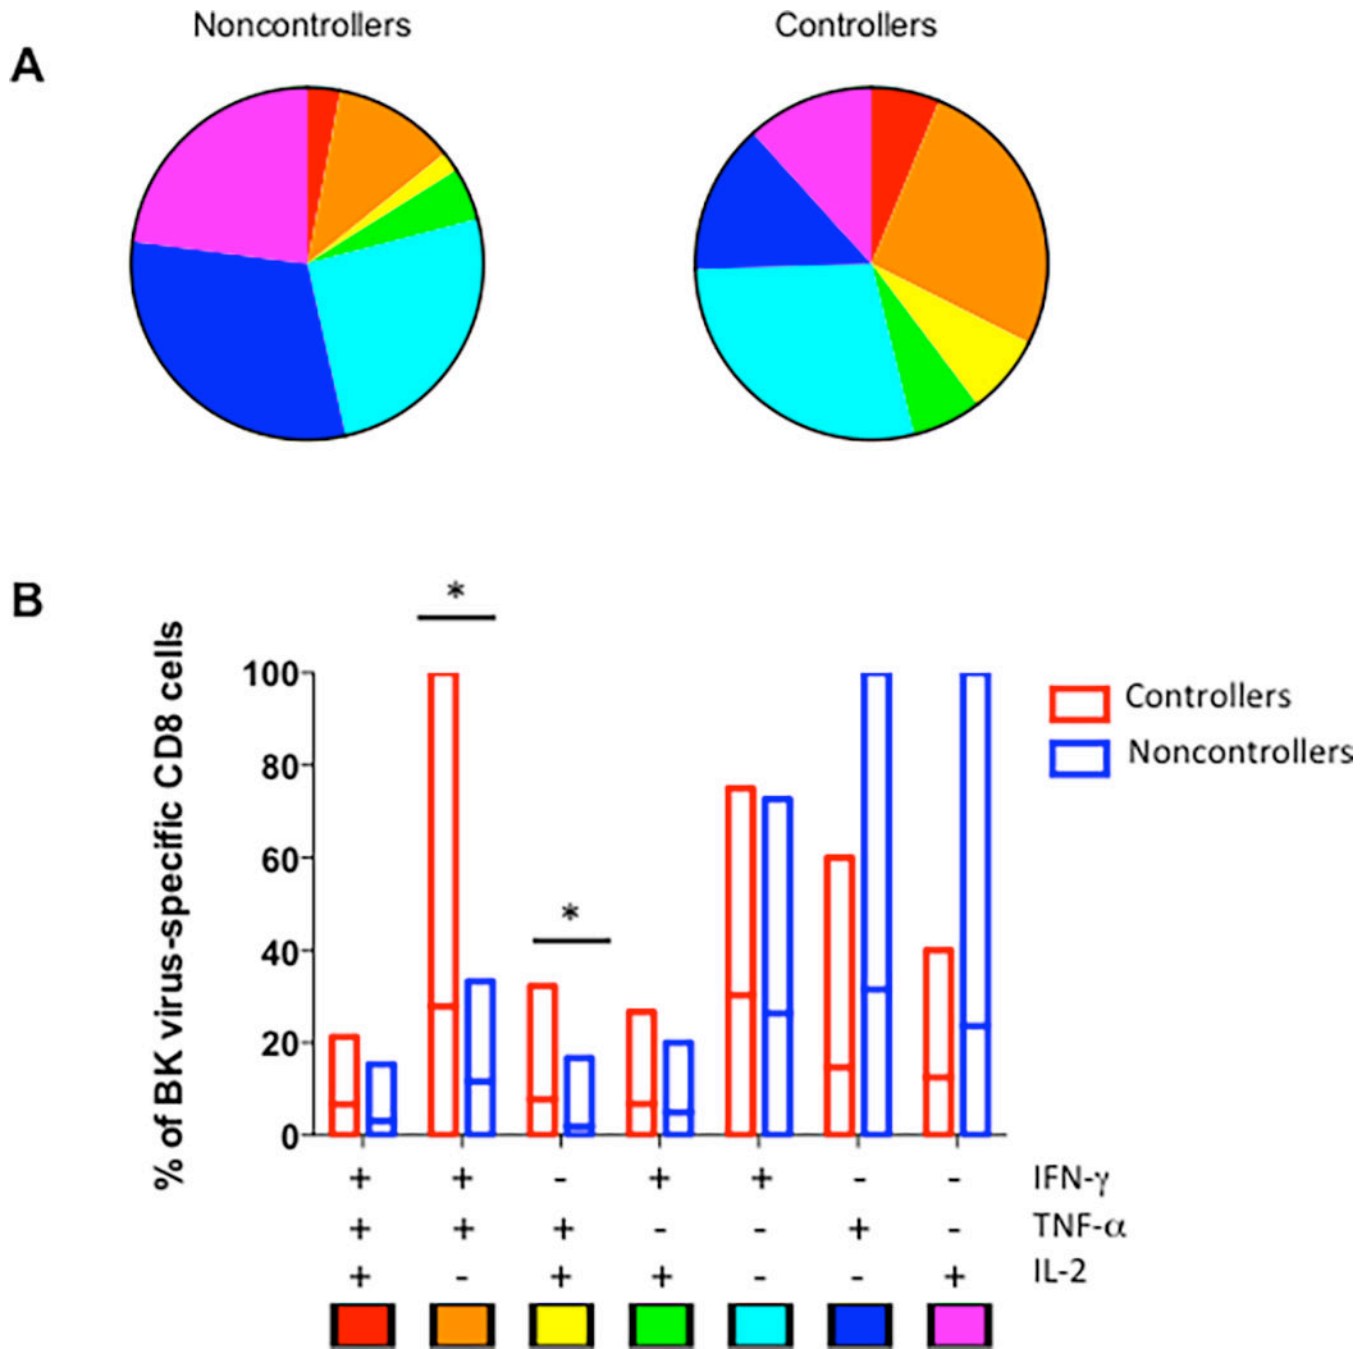 Noncontrollers Controllers
A
B
*
*
% of BK virus-specific CD8 cells
100
80
60
40
20
0
Controllers
Noncontrollers
+ + - + + - - IFN-γ
+ + + - - + - TNF-α
+ - + + - - + IL-2